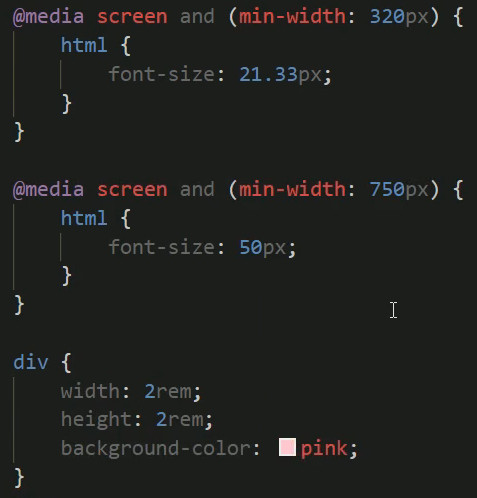 @media screen and (min-width: 320px) {
    html {
        font-size: 21.33px;
    }
}

@media screen and (min-width: 750px) {
    html {
        font-size: 50px;
    }
}

div {
    width: 2rem;
    height: 2rem;
    background-color: pink;
}